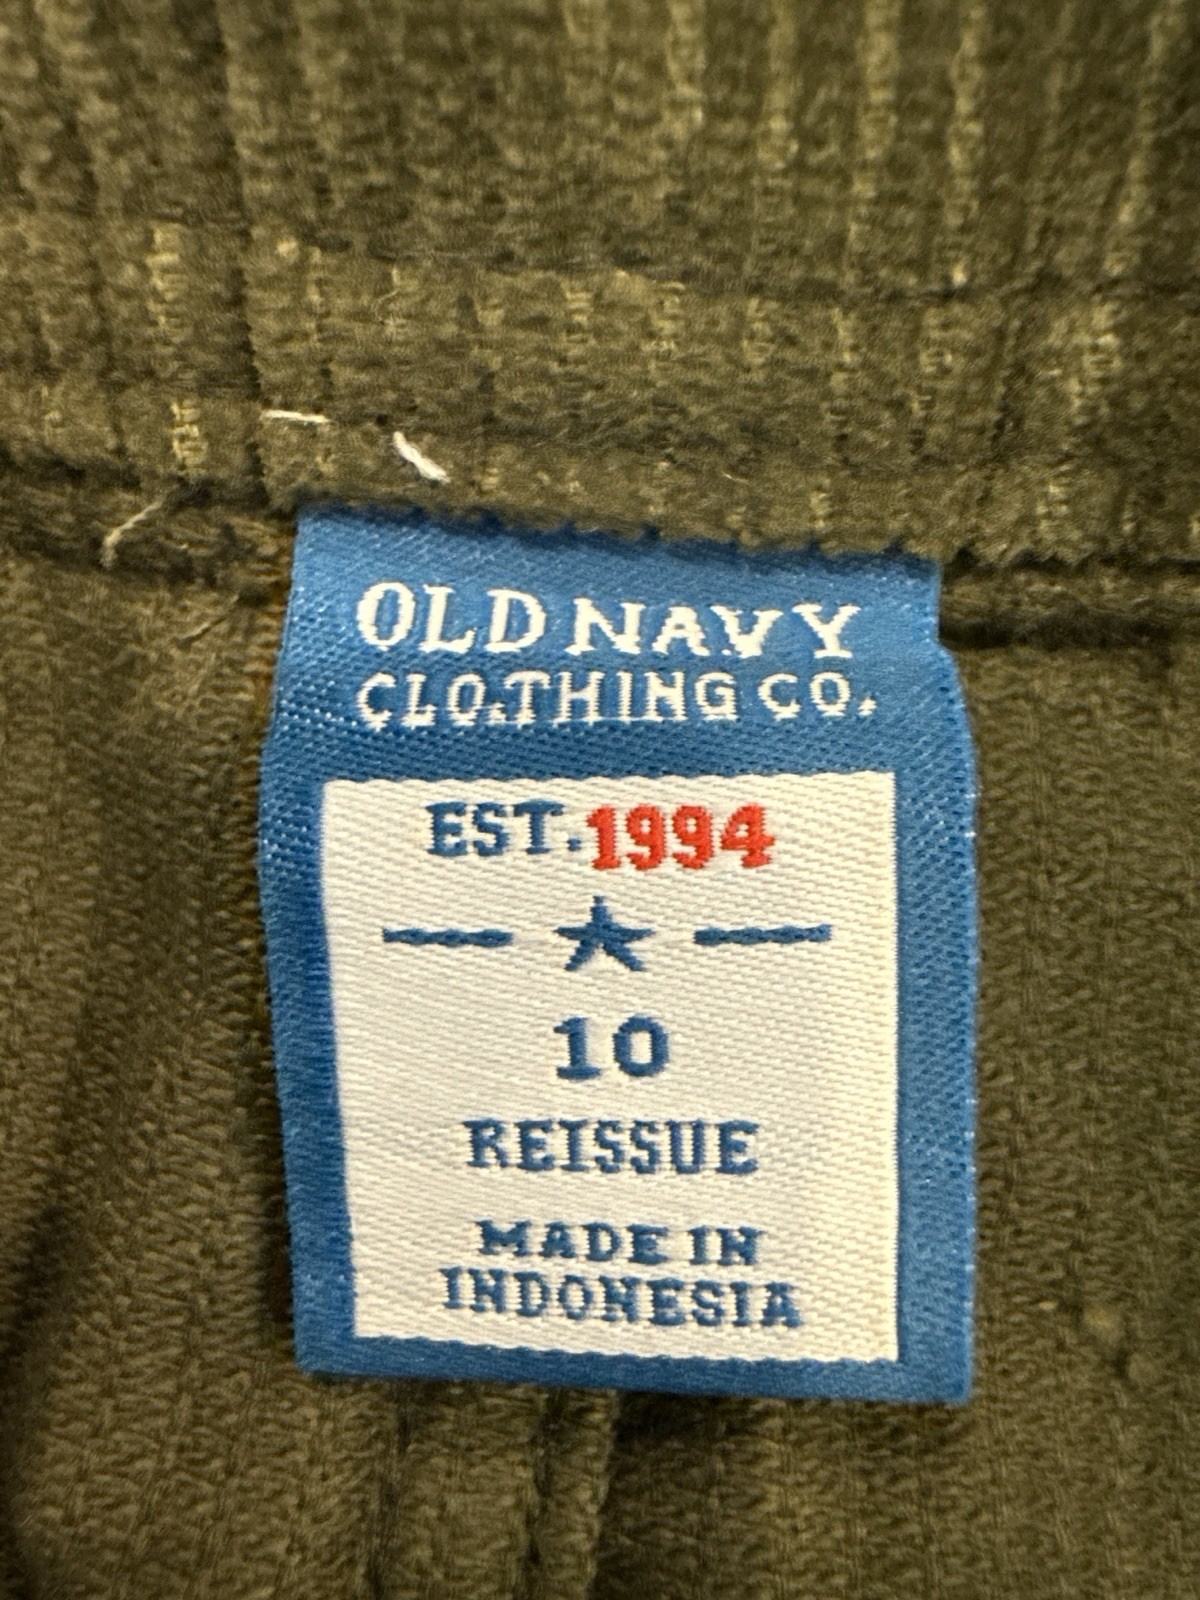 OLD NAVY
CLOTHING CO.
EST. 1994
10
REISSUE
MADE IN
INDONESIA